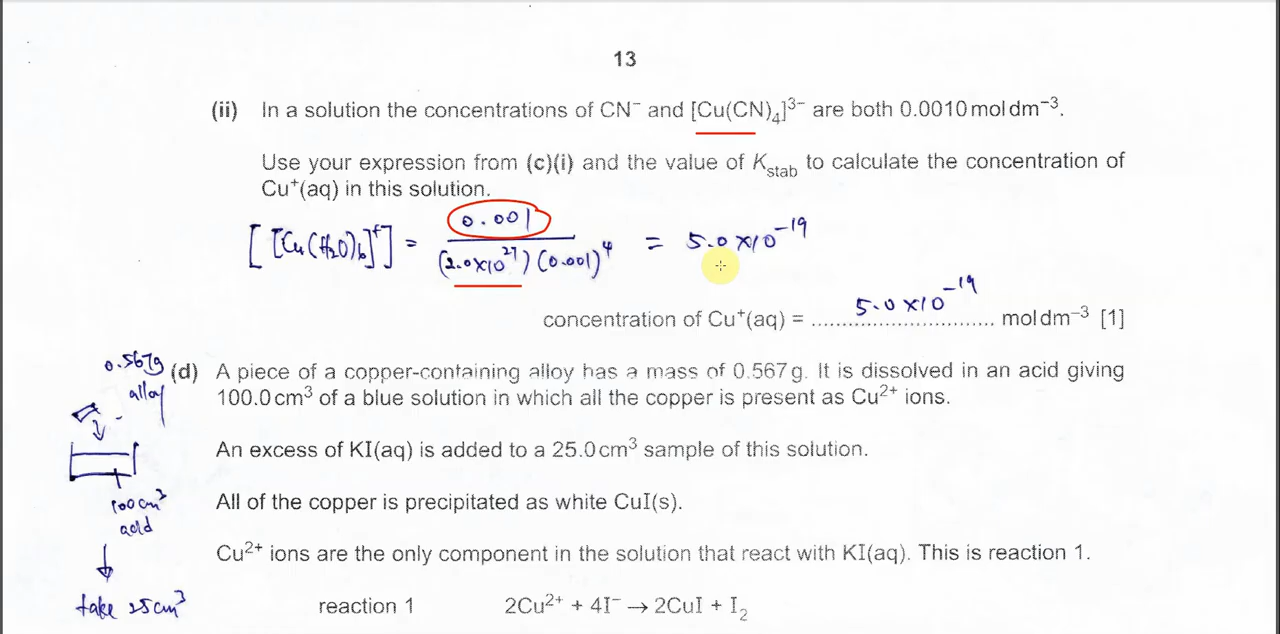 13
(ii) In a solution the concentrations of CN⁻ and [Cu(CN)₄]³⁻ are both 0.0010 mol dm⁻³.
Use your expression from (c)(i) and the value of Kstab to calculate the concentration of
Cu⁺(aq) in this solution.
[[Cu(H₂O)₆]⁺] = 0.001 / (2.0×10²⁷)(0.001)⁴ = 5.0×10⁻¹⁹
5.0×10⁻¹⁹
concentration of Cu⁺(aq) = .............................. mol dm⁻³ [1]
0.567g
alloy
100cm³
acid
take 25cm³
(d) A piece of a copper-containing alloy has a mass of 0.567 g. It is dissolved in an acid giving
100.0 cm³ of a blue solution in which all the copper is present as Cu²⁺ ions.
An excess of KI(aq) is added to a 25.0 cm³ sample of this solution.
All of the copper is precipitated as white CuI(s).
Cu²⁺ ions are the only component in the solution that react with KI(aq). This is reaction 1.
reaction 1 2Cu²⁺ + 4I⁻ → 2CuI + I₂